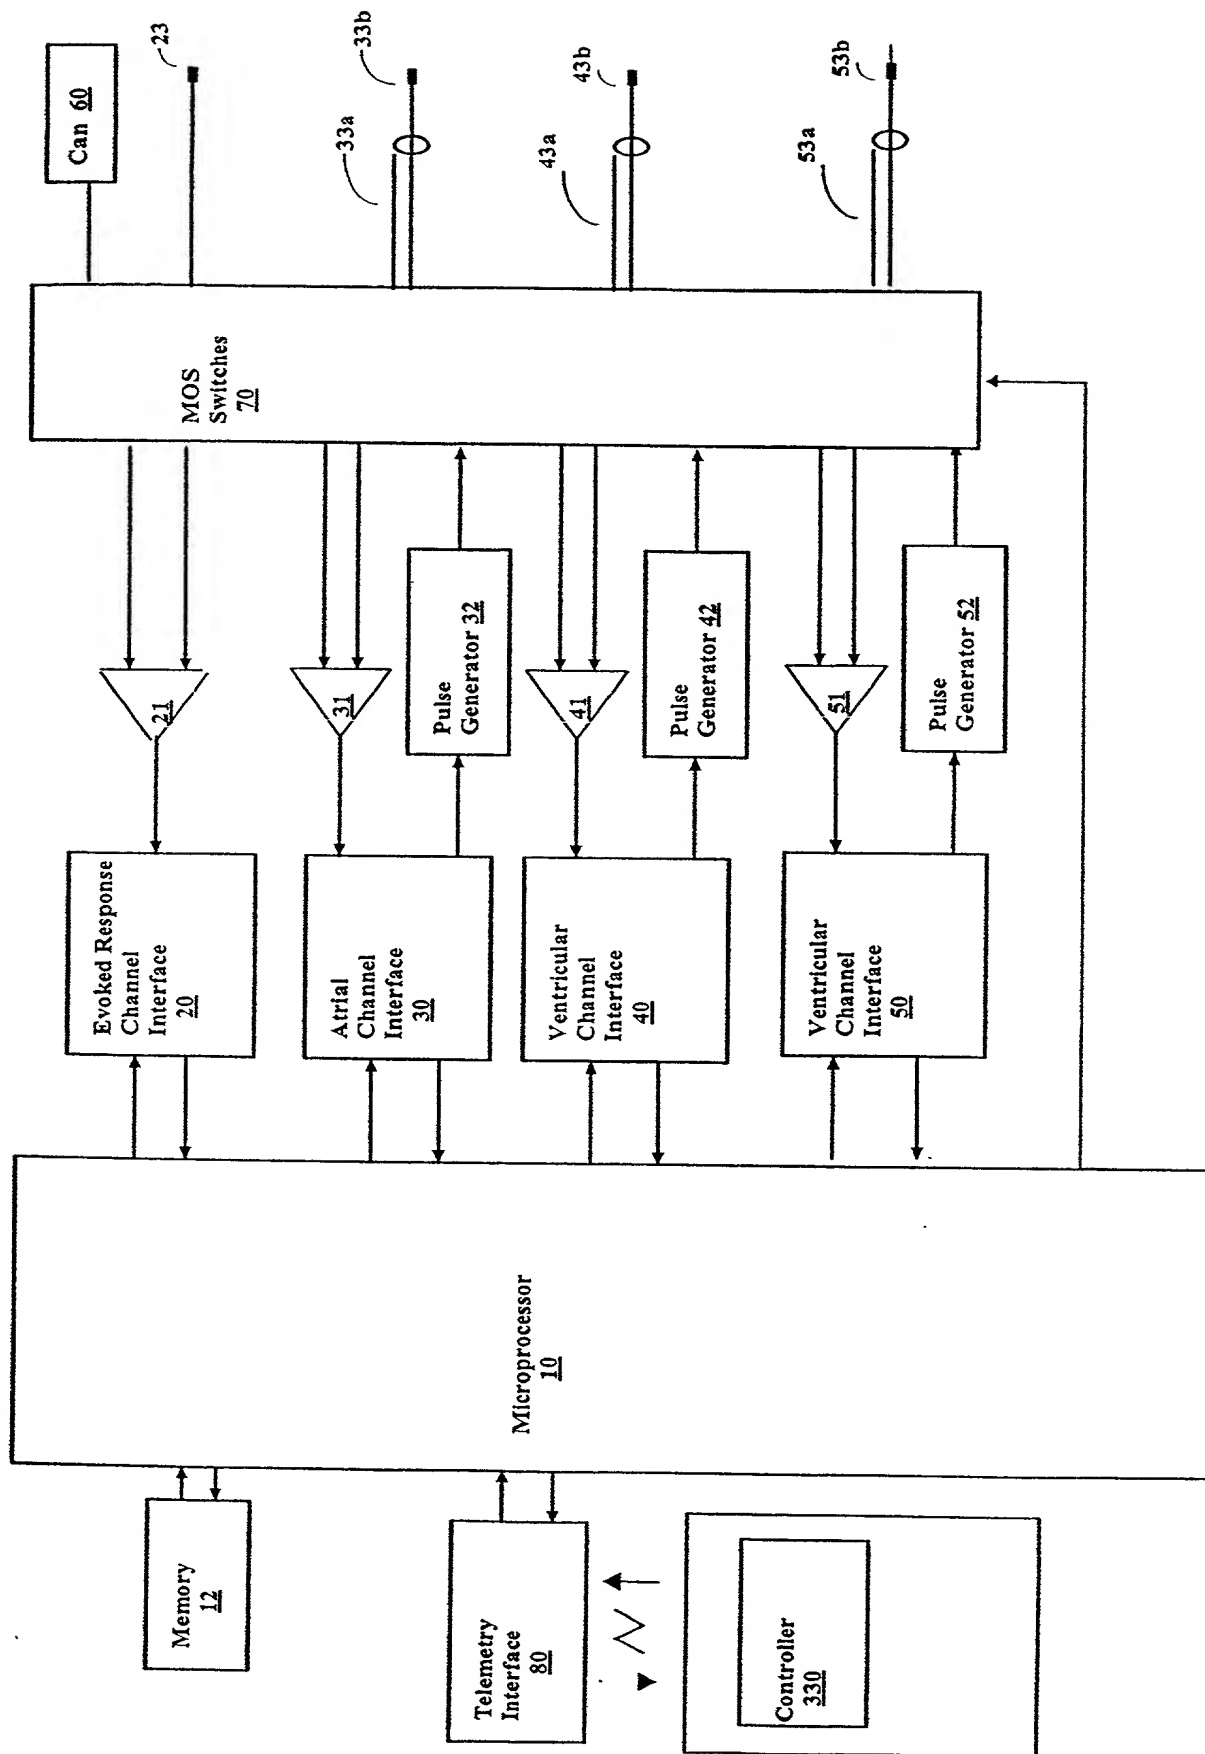 Can 60
23
33a
33b
43a
43b
53a
53b
MOS
Switches
70
21
31
Pulse
Generator 32
41
Pulse
Generator 42
51
Pulse
Generator 52
Evoked Response
Channel
Interface
20
Atrial
Channel
Interface
30
Ventricular
Channel
Interface
40
Ventricular
Channel
Interface
50
Microprocessor
10
Memory
12
Telemetry
Interface
80
Controller
330